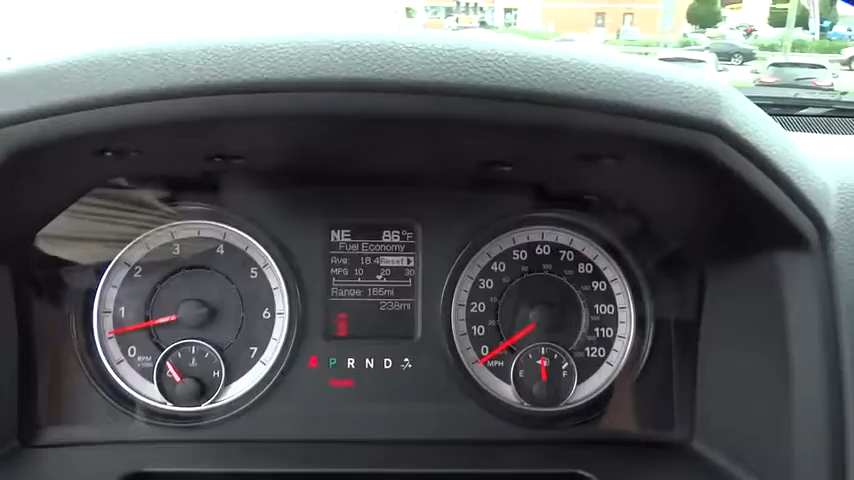 NE 86°F
Fuel Economy
Avg 18.4 Reset
MPG 10 20 30
Range 165mi
238mi
0 1 2 3 4 5 6 7
RPM
C H
P R N D
0 10 20 30 40 50 60 70 80 90 100 110 120
MPH
E F